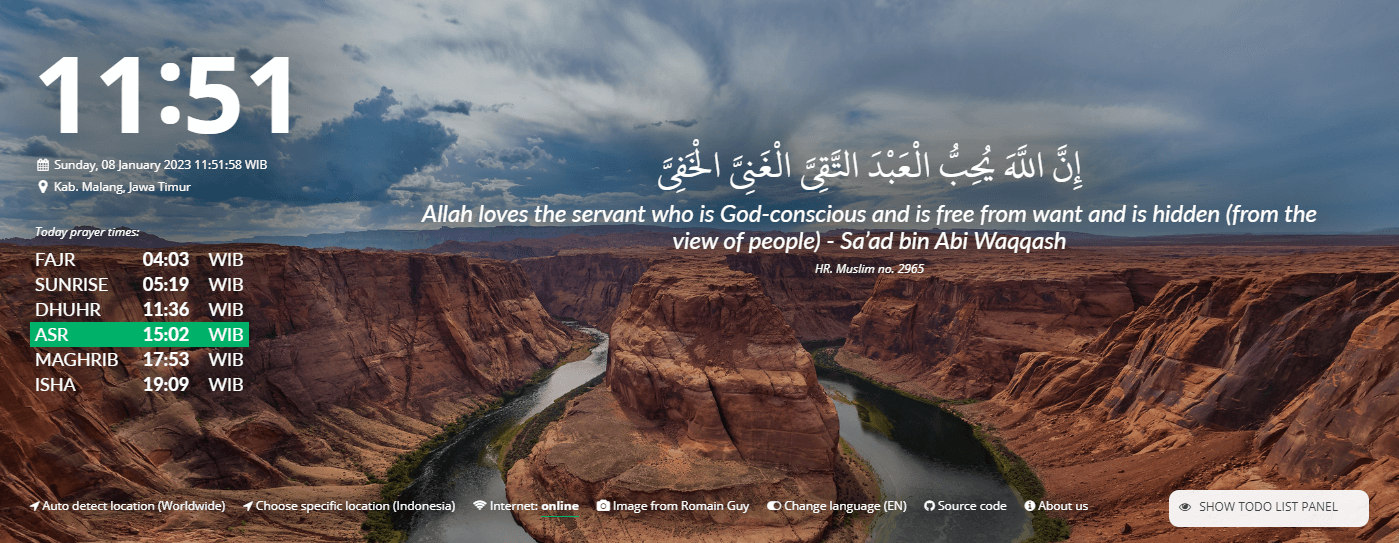 11:51
Sunday, 08 January 2023 11:51:58 WIB
Kab. Malang, Jawa Timur
Today prayer times:
FAJR 04:03 WIB
SUNRISE 05:19 WIB
DHUHR 11:36 WIB
ASR 15:02 WIB
MAGHRIB 17:53 WIB
ISHA 19:09 WIB
إِنَّ اللَّهَ يُحِبُّ الْعَبْدَ التَّقِيَّ الْغَنِيَّ الْخَفِيَّ
Allah loves the servant who is God-conscious and is free from want and is hidden (from the
view of people) - Sa’ad bin Abi Waqqash
HR. Muslim no. 2965
Auto detect location (Worldwide) Choose specific location (Indonesia) Internet: online Image from Romain Guy Change language (EN) Source code About us
SHOW TODO LIST PANEL